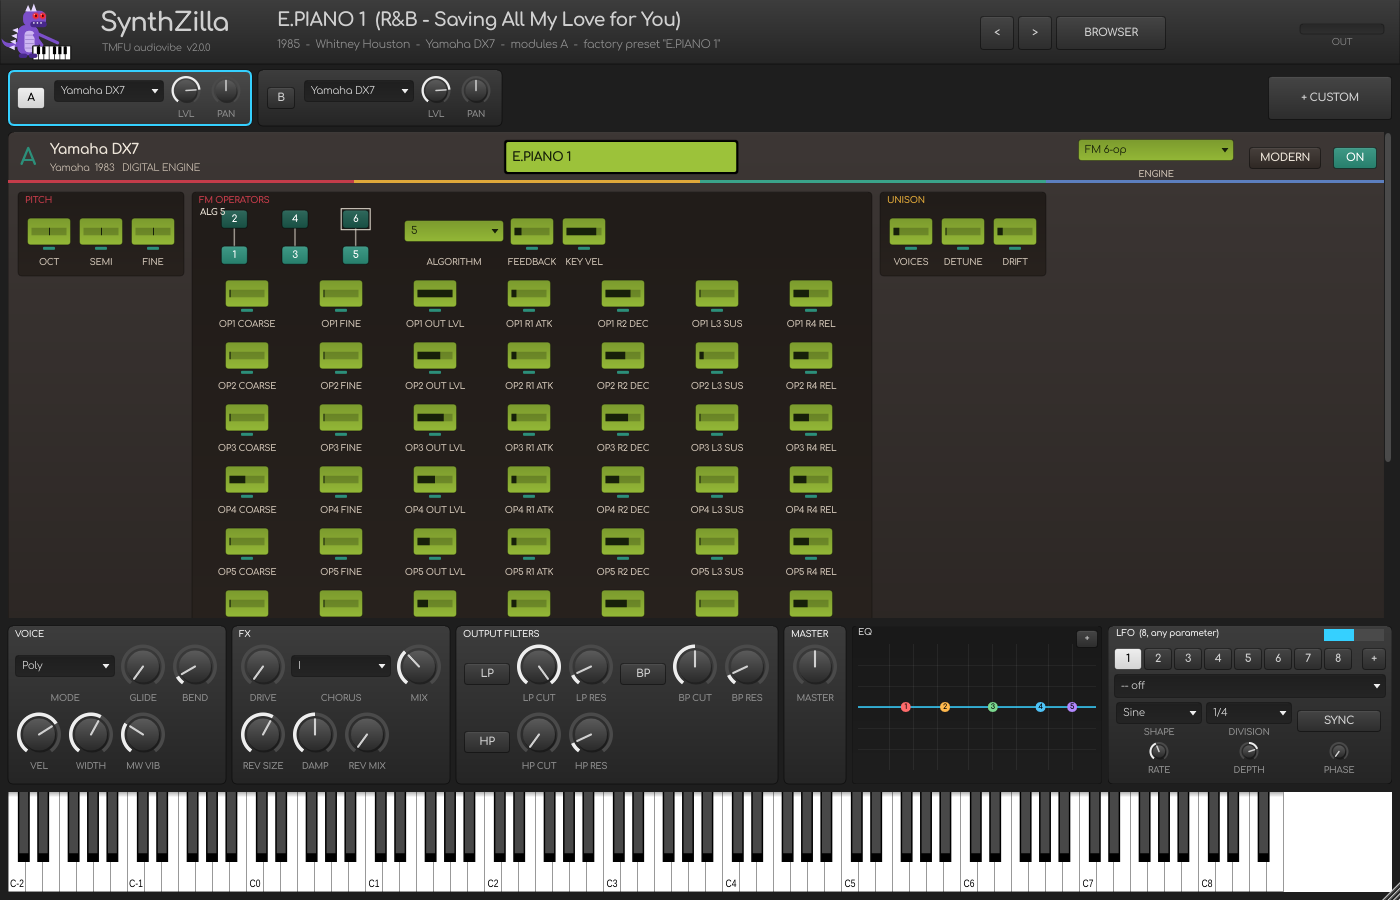 SynthZilla
TMFU audiovibe v2.0.0
E.PIANO 1 (R&B - Saving All My Love for You)
1985 - Whitney Houston - Yamaha DX7 - modules A - factory preset "E.PIANO 1"
< > BROWSER
OUT
A Yamaha DX7 LVL PAN
B Yamaha DX7 LVL PAN
+ CUSTOM
A Yamaha DX7
Yamaha 1983 DIGITAL ENGINE
E.PIANO 1
FM 6-op
ENGINE
MODERN ON
PITCH
OCT SEMI FINE
FM OPERATORS
ALG 5
2 4 6
1 3 5
5
ALGORITHM FEEDBACK KEY VEL
UNISON
VOICES DETUNE DRIFT
OP1 COARSE OP1 FINE OP1 OUT LVL OP1 R1 ATK OP1 R2 DEC OP1 L3 SUS OP1 R4 REL
OP2 COARSE OP2 FINE OP2 OUT LVL OP2 R1 ATK OP2 R2 DEC OP2 L3 SUS OP2 R4 REL
OP3 COARSE OP3 FINE OP3 OUT LVL OP3 R1 ATK OP3 R2 DEC OP3 L3 SUS OP3 R4 REL
OP4 COARSE OP4 FINE OP4 OUT LVL OP4 R1 ATK OP4 R2 DEC OP4 L3 SUS OP4 R4 REL
OP5 COARSE OP5 FINE OP5 OUT LVL OP5 R1 ATK OP5 R2 DEC OP5 L3 SUS OP5 R4 REL
VOICE
Poly
MODE GLIDE BEND
VEL WIDTH MW VIB
FX
I
DRIVE CHORUS MIX
REV SIZE DAMP REV MIX
OUTPUT FILTERS
LP BP
LP CUT LP RES BP CUT BP RES
HP
HP CUT HP RES
MASTER
MASTER
EQ
+
1 2 3 4 5
LFO (8, any parameter)
1 2 3 4 5 6 7 8 +
-- off
Sine 1/4 SYNC
SHAPE DIVISION
RATE DEPTH PHASE
C-2 C-1 C0 C1 C2 C3 C4 C5 C6 C7 C8